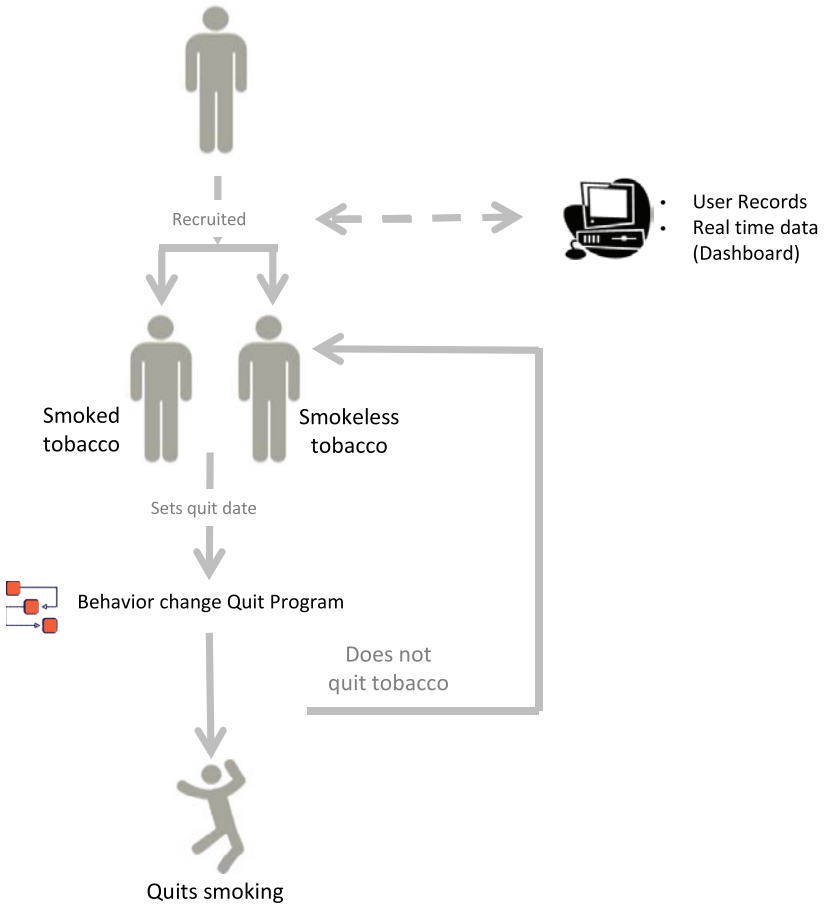 Recruited
• User Records
• Real time data
(Dashboard)
Smoked
tobacco
Smokeless
tobacco
Sets quit date
Behavior change Quit Program
Does not
quit tobacco
Quits smoking